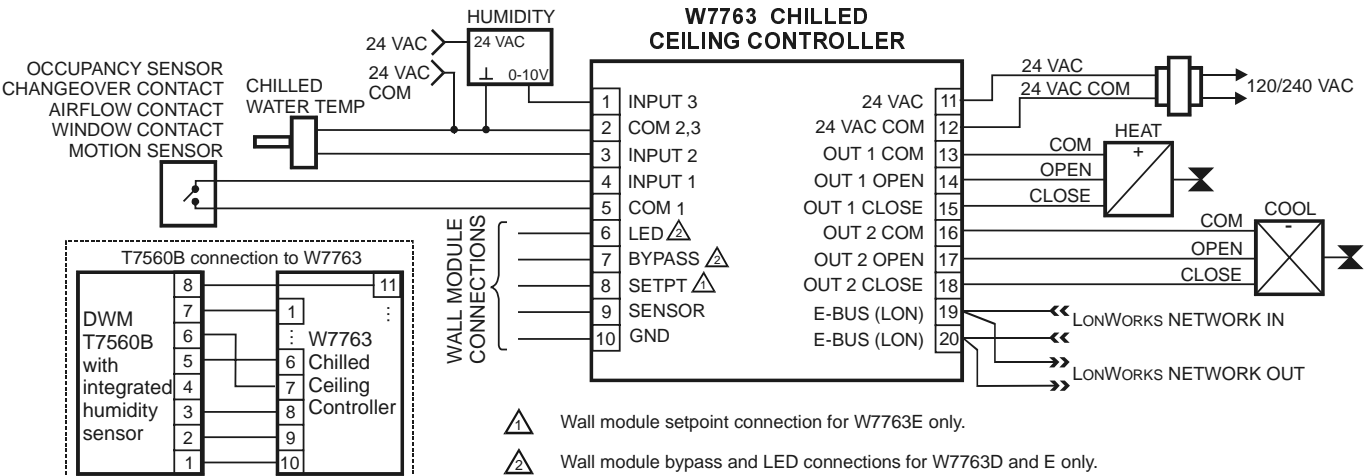 W7763 CHILLED
CEILING CONTROLLER
HUMIDITY
24 VAC
24 VAC
24 VAC
COM
⊥ 0-10V
OCCUPANCY SENSOR
CHANGEOVER CONTACT
AIRFLOW CONTACT
WINDOW CONTACT
MOTION SENSOR
CHILLED
WATER TEMP
1 INPUT 3
2 COM 2,3
3 INPUT 2
4 INPUT 1
5 COM 1
6 LED 2
7 BYPASS 2
8 SETPT 1
9 SENSOR
10 GND
WALL MODULE
CONNECTIONS
24 VAC 11
24 VAC COM 12
OUT 1 COM 13
OUT 1 OPEN 14
OUT 1 CLOSE 15
OUT 2 COM 16
OUT 2 OPEN 17
OUT 2 CLOSE 18
E-BUS (LON) 19
E-BUS (LON) 20
24 VAC
24 VAC COM
120/240 VAC
HEAT
+
COM
OPEN
CLOSE
COOL
-
COM
OPEN
CLOSE
LONWORKS NETWORK IN
LONWORKS NETWORK OUT
T7560B connection to W7763
DWM
T7560B
with
integrated
humidity
sensor
8
7
6
5
4
3
2
1
11
1
6
7
8
9
10
W7763
Chilled
Ceiling
Controller
1 Wall module setpoint connection for W7763E only.
2 Wall module bypass and LED connections for W7763D and E only.